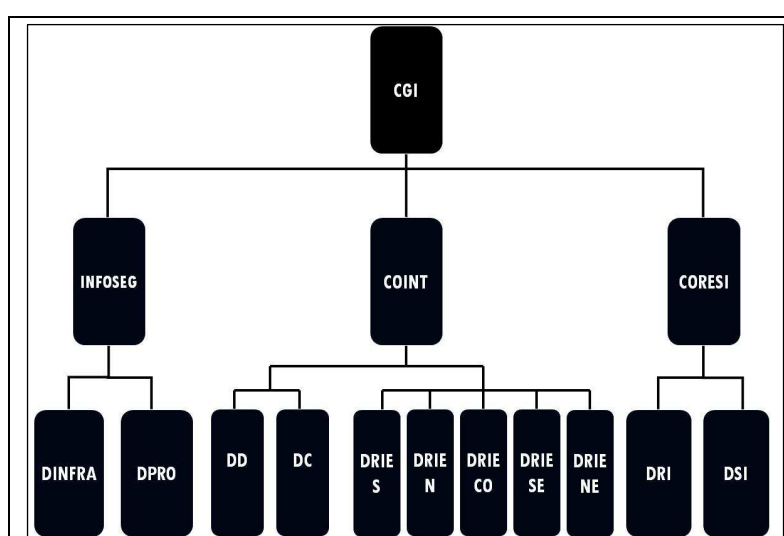 CGI
INFOSEG
COINT
CORESI
DINFRA
DPRO
DD
DC
DRIE
S
DRIE
N
DRIE
CO
DRIE
SE
DRIE
NE
DRI
DSI